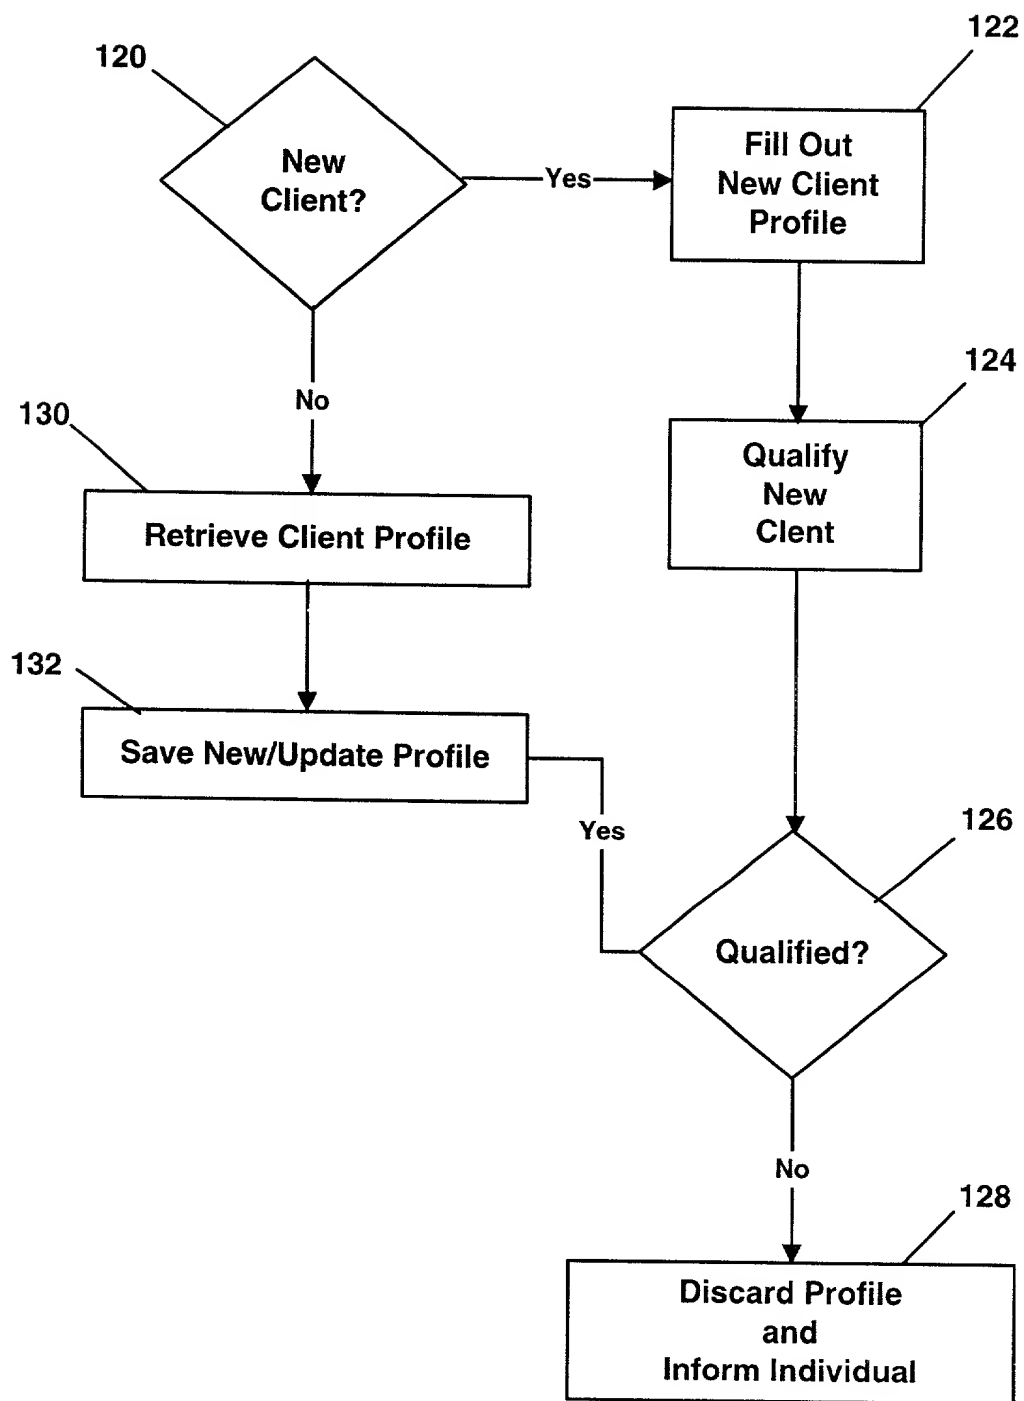 120
122
New
Client?
Yes
Fill Out
New Client
Profile
No
124
130
Qualify
New
Clent
Retrieve Client Profile
132
Save New/Update Profile
Yes
126
Qualified?
No
128
Discard Profile
and
Inform Individual